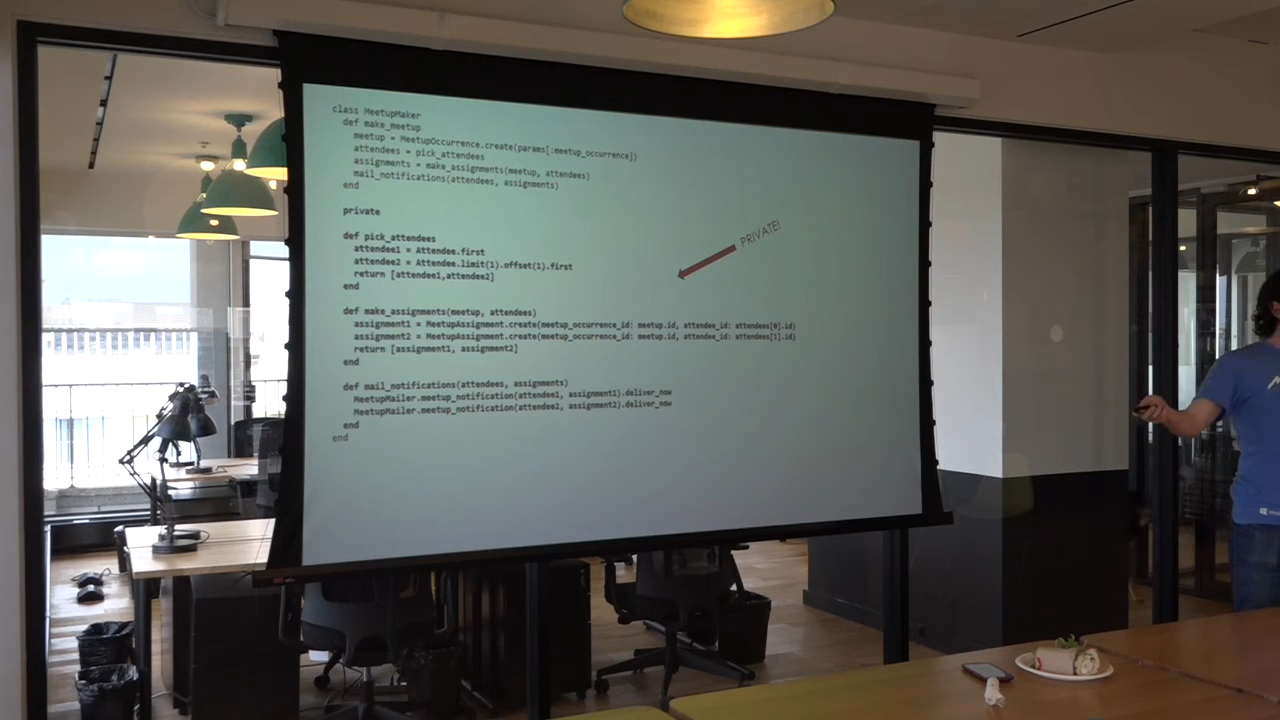 class MeetupMaker
def make_meetup
meetup = MeetupOccurrence.create(params[:meetup_occurrence])
attendees = pick_attendees
assignments = make_assignments(meetup, attendees)
mail_notifications(attendees, assignments)
end
private
def pick_attendees
attendee1 = Attendee.first
attendee2 = Attendee.limit(1).offset(1).first
return [attendee1,attendee2]
end
PRIVATE!
def make_assignments(meetup, attendees)
assignment1 = MeetupAssignment.create(meetup_occurrence_id: meetup.id, attendee_id: attendees[0].id)
assignment2 = MeetupAssignment.create(meetup_occurrence_id: meetup.id, attendee_id: attendees[1].id)
return [assignment1, assignment2]
end
def mail_notifications(attendees, assignments)
MeetupMailer.meetup_notification(attendee1, assignment1).deliver_now
MeetupMailer.meetup_notification(attendee2, assignment2).deliver_now
end
end